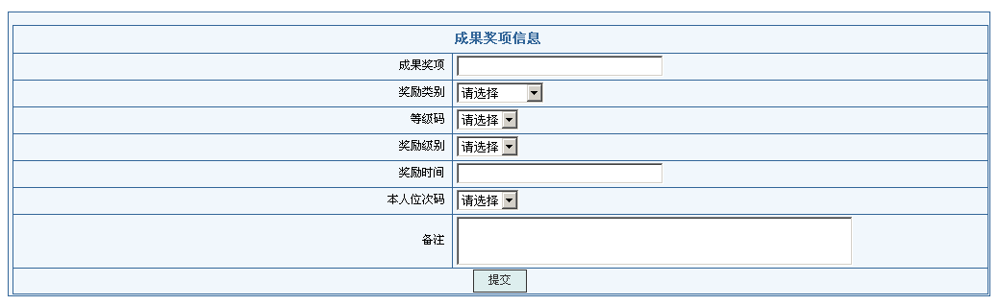 成果奖项信息
成果奖项
奖励类别 请选择
等级码 请选择
奖励级别 请选择
奖励时间
本人位次码 请选择
备注
提交